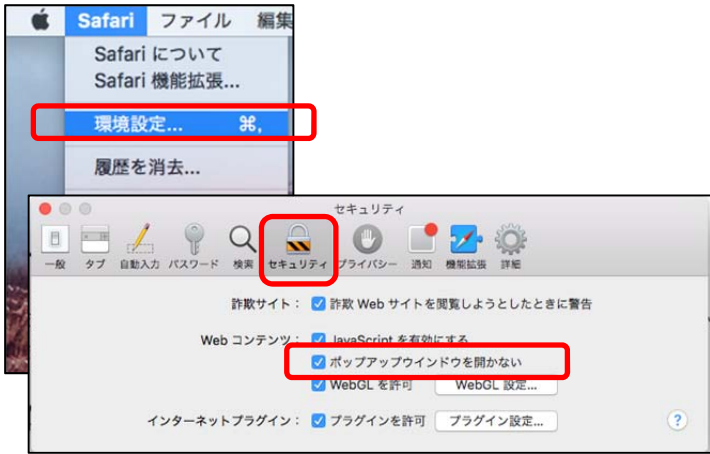 Safari ファイル 編集
Safari について
Safari 機能拡張...
環境設定... ⌘,
履歴を消去...
セキュリティ
一般 タブ 自動入力 パスワード 検索 セキュリティ プライバシー 通知 機能拡張 詳細
詐欺サイト： 詐欺 Web サイトを閲覧しようとしたときに警告
Web コンテンツ： JavaScript を有効にする
ポップアップウインドウを開かない
WebGL を許可 WebGL 設定...
インターネットプラグイン： プラグインを許可 プラグイン設定...
?